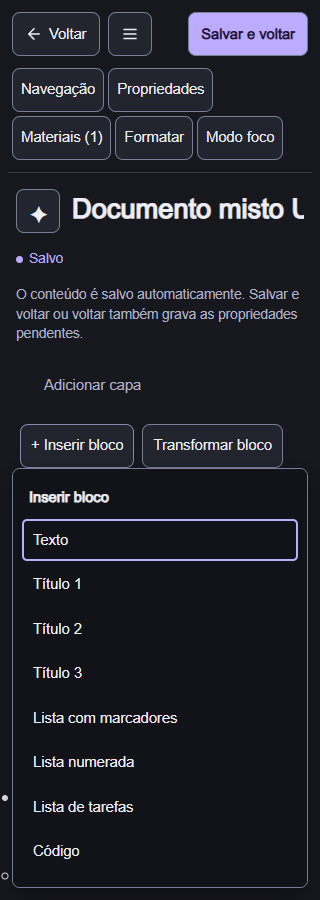 Voltar
Salvar e voltar
Navegação
Propriedades
Materiais (1)
Formatar
Modo foco
Documento misto U
Salvo
O conteúdo é salvo automaticamente. Salvar e
voltar ou voltar também grava as propriedades
pendentes.
Adicionar capa
+ Inserir bloco
Transformar bloco
Inserir bloco
Texto
Título 1
Título 2
Título 3
Lista com marcadores
Lista numerada
Lista de tarefas
Código